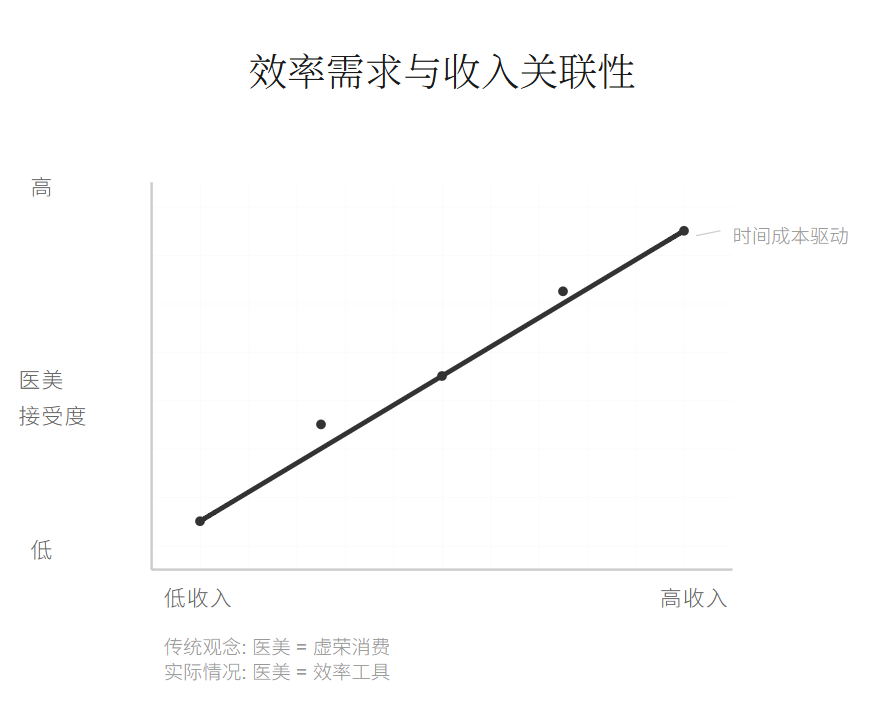 效率需求与收入关联性
高
时间成本驱动
医美
接受度
低
低收入
高收入
传统观念: 医美 = 虚荣消费
实际情况: 医美 = 效率工具